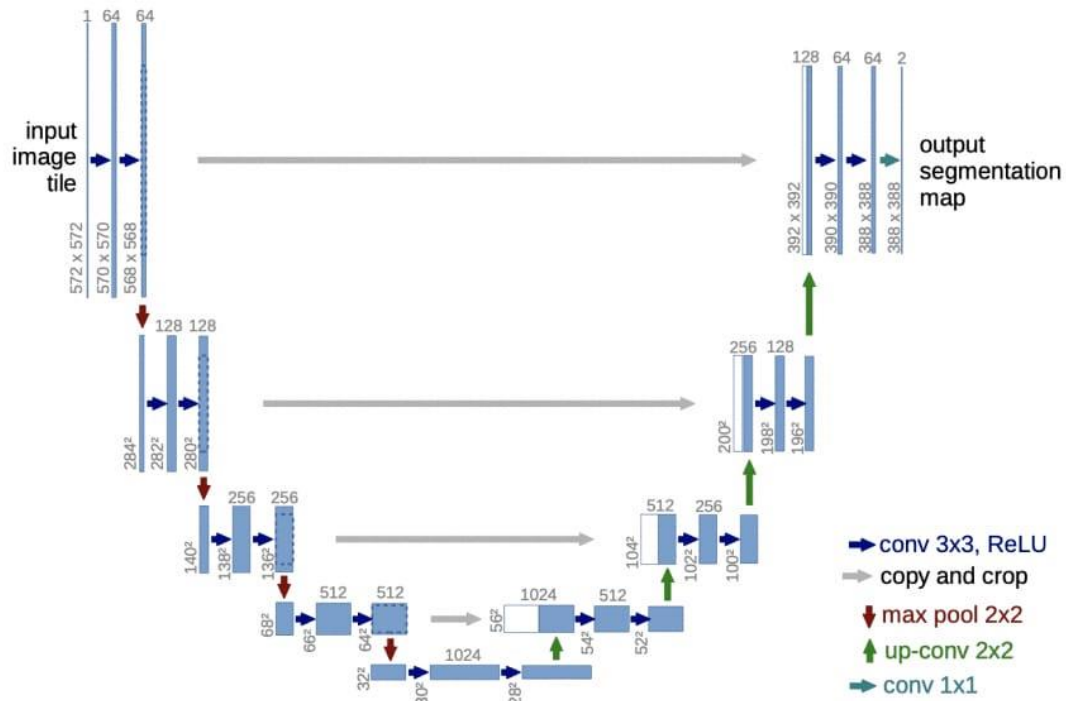 1 64 64
input
image
tile
572 x 572
570 x 570
568 x 568
128 64 64 2
output
segmentation
map
392 x 392
390 x 390
388 x 388
388 x 388
128 128
284²
282²
280²
256 128
200²
198²
196²
256 256
140²
138²
136²
512 256
104²
102²
100²
512 512
68²
66²
64²
1024 512
56²
54²
52²
1024
32²
30²
28²
conv 3x3, ReLU
copy and crop
max pool 2x2
up-conv 2x2
conv 1x1